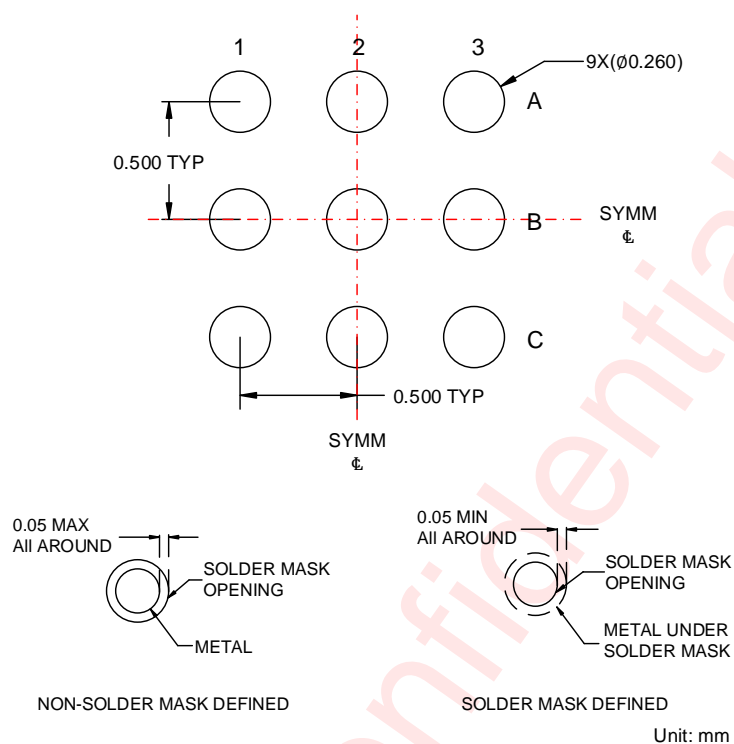 1 2 3
9X(Ø0.260)
A
0.500 TYP
B
SYMM
℄
C
0.500 TYP
SYMM
℄
0.05 MAX
All AROUND
SOLDER MASK
OPENING
METAL
NON-SOLDER MASK DEFINED
0.05 MIN
All AROUND
SOLDER MASK
OPENING
METAL UNDER
SOLDER MASK
SOLDER MASK DEFINED
Unit: mm
onfidential